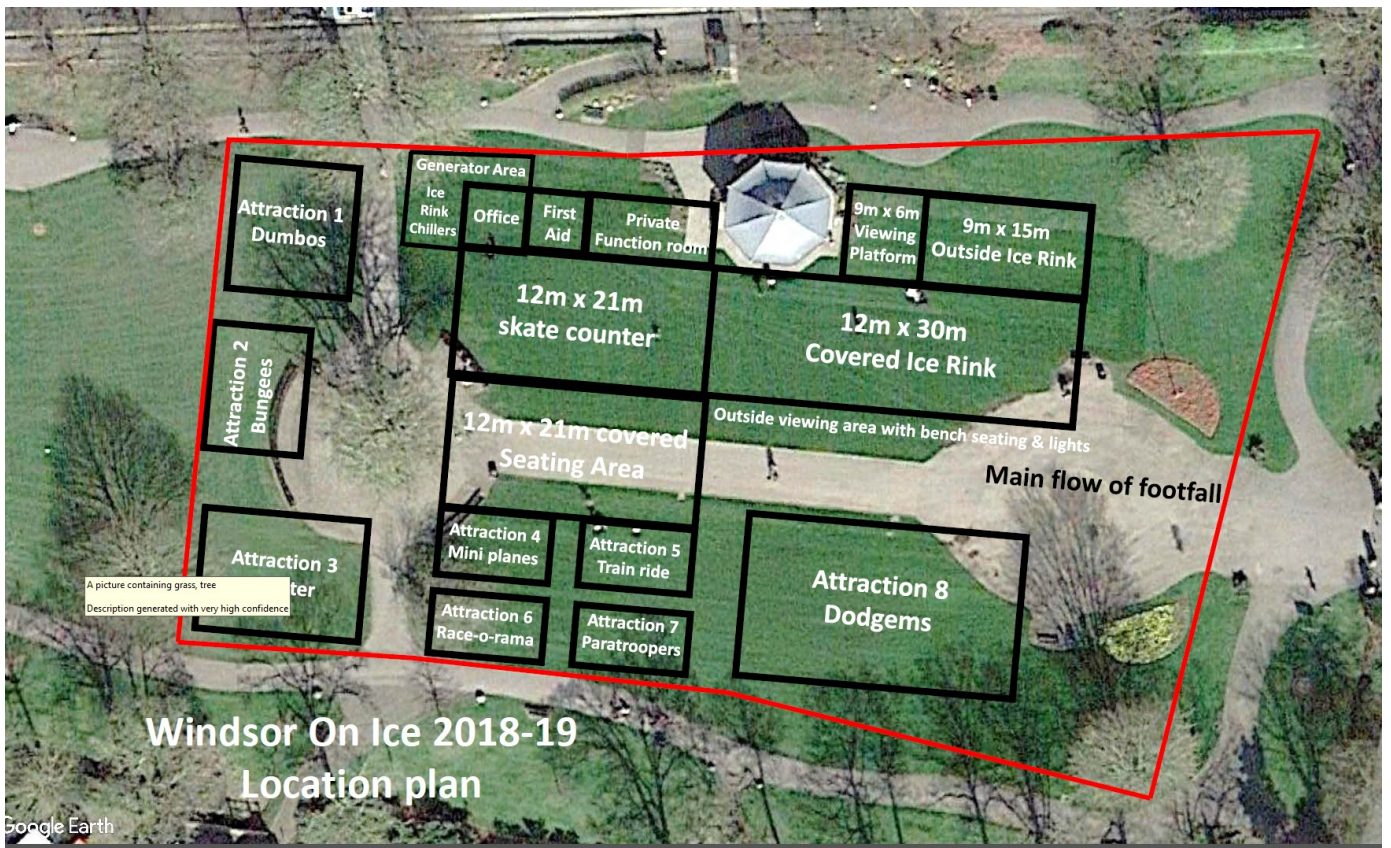 Generator Area
Ice
Rink
Chillers
Office
First
Aid
Private
Function room
9m x 6m
Viewing
Platform
9m x 15m
Outside Ice Rink
Attraction 1
Dumbos
12m x 21m
skate counter
12m x 30m
Covered Ice Rink
Attraction 2
Bungees
12m x 21m covered
Seating Area
Outside viewing area with bench seating & lights
Main flow of footfall
Attraction 3
ter
A picture containing grass, tree
Description generated with very high confidence
Attraction 4
Mini planes
Attraction 5
Train ride
Attraction 6
Race-o-rama
Attraction 7
Paratroopers
Attraction 8
Dodgems
Windsor On Ice 2018-19
Location plan
Google Earth